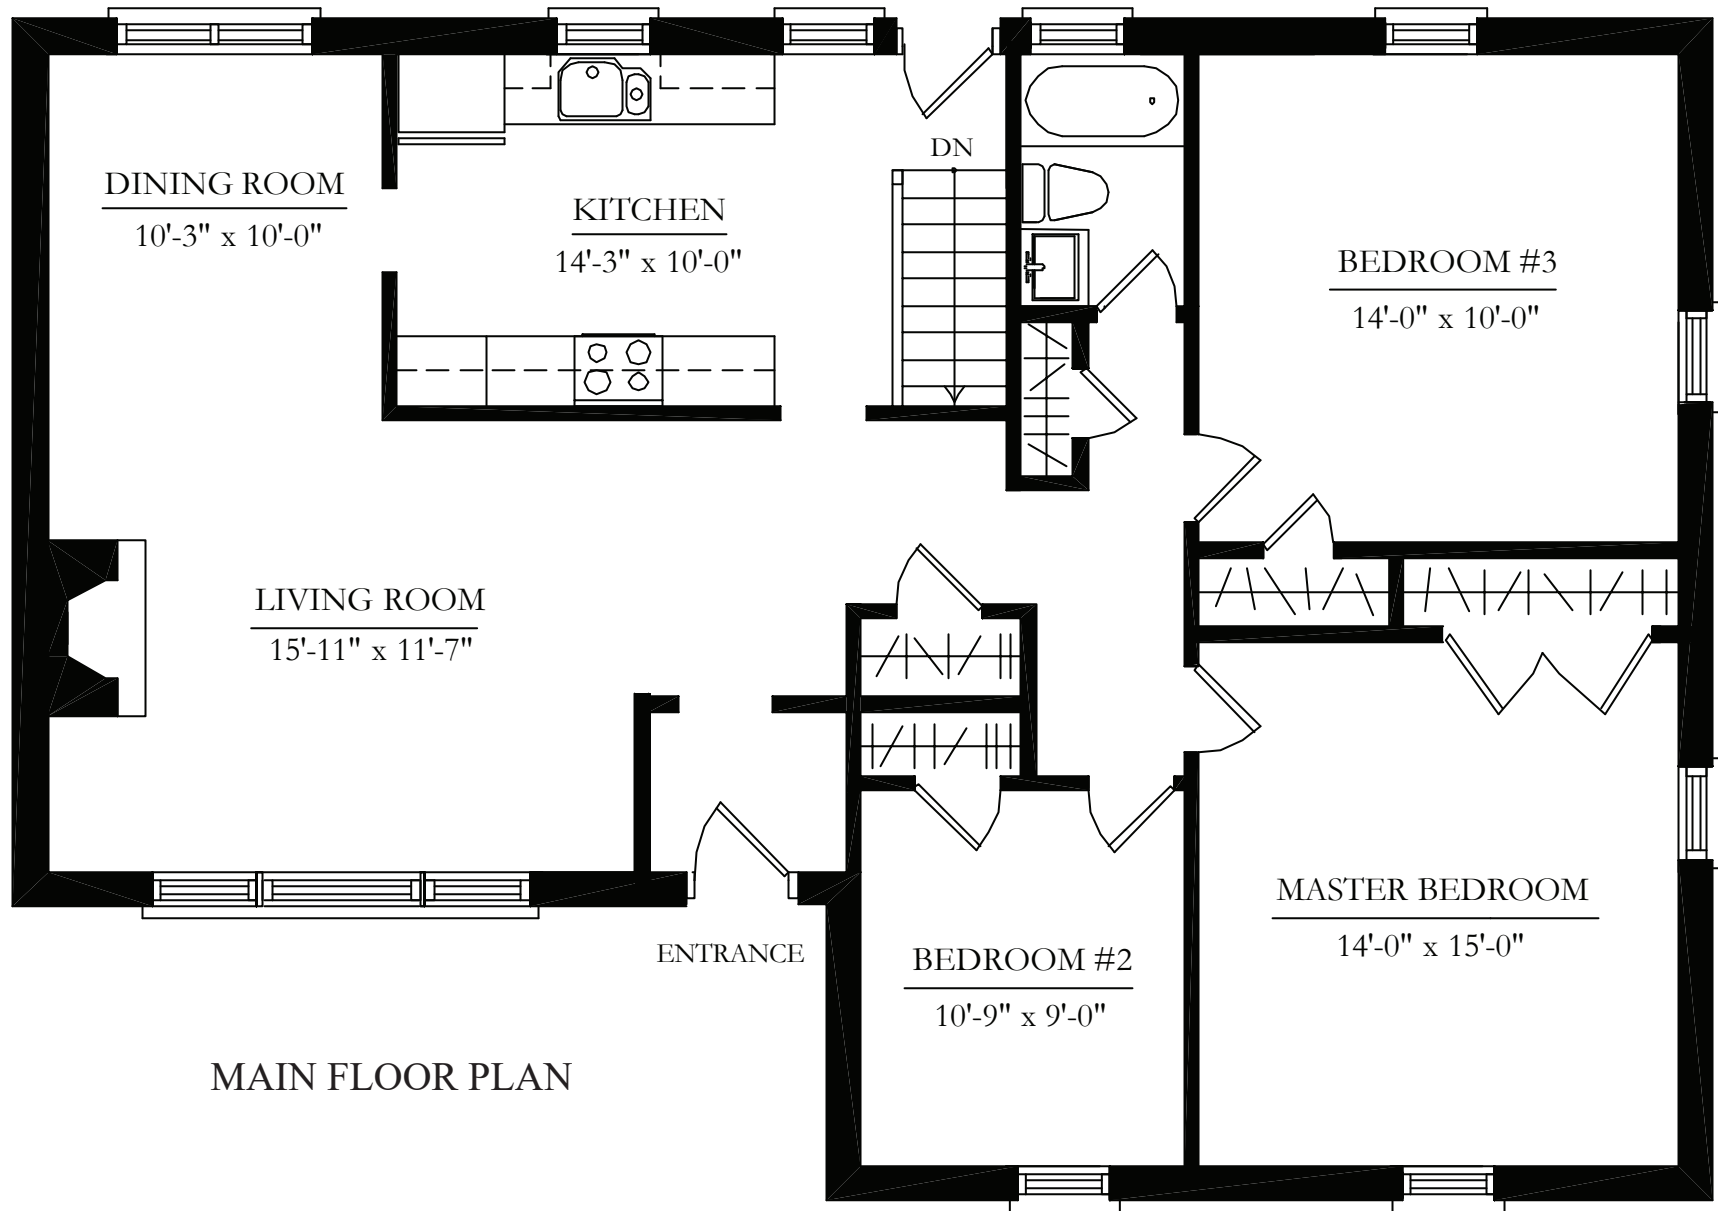 DN
DINING ROOM
10'-3" x 10'-0"
KITCHEN
14'-3" x 10'-0"
BEDROOM #3
14'-0" x 10'-0"
LIVING ROOM
15'-11" x 11'-7"
MASTER BEDROOM
14'-0" x 15'-0"
ENTRANCE
BEDROOM #2
10'-9" x 9'-0"
MAIN FLOOR PLAN